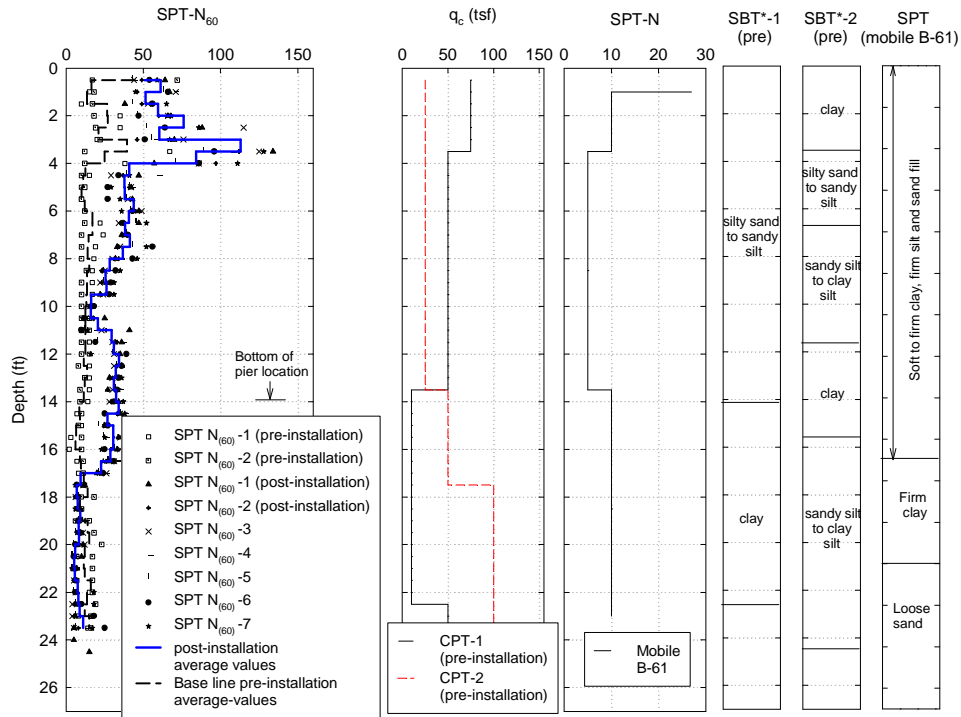 SPT-N60
q_c (tsf)
SPT-N
SBT*-1
(pre)
SBT*-2
(pre)
SPT
(mobile B-61)
0 50 100 150
0 50 100 150
0 10 20 30
0
2
4
6
8
10
12
14
16
18
20
22
24
26
Depth (ft)
Bottom of
pier location
SPT N(60)-1 (pre-installation)
SPT N(60)-2 (pre-installation)
SPT N(60)-1 (post-installation)
SPT N(60)-2 (post-installation)
SPT N(60)-3
SPT N(60)-4
SPT N(60)-5
SPT N(60)-6
SPT N(60)-7
post-installation
average values
Base line pre-installation
average-values
CPT-1
(pre-installation)
CPT-2
(pre-installation)
Mobile
B-61
silty sand
to sandy
silt
clay
clay
silty sand
to sandy
silt
sandy silt
to clay
silt
clay
sandy silt
to clay
silt
Soft to firm clay, firm silt and sand fill
Firm
clay
Loose
sand